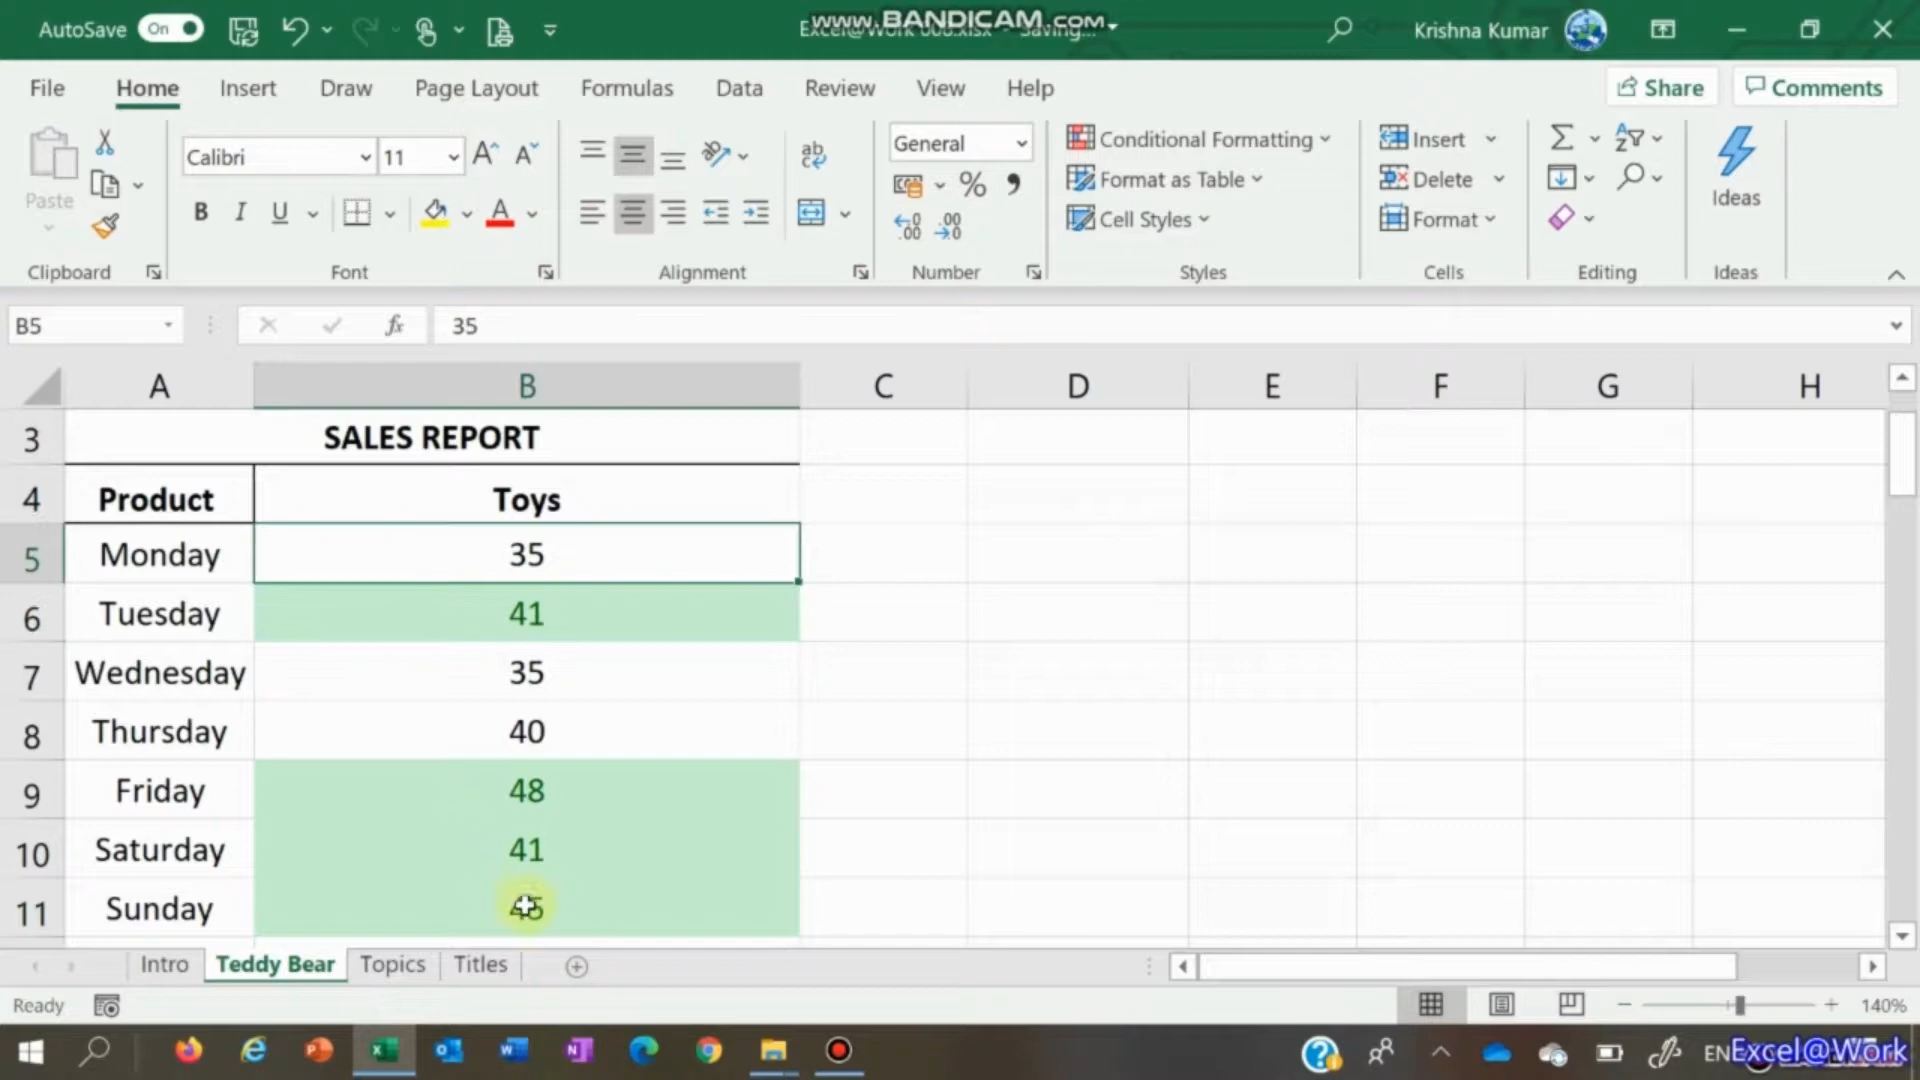 AutoSave On
www.BANDICAM.com
Krishna Kumar
File Home Insert Draw Page Layout Formulas Data Review View Help Share Comments
Paste
Calibri 11
B I U
ab
General
% ,
Conditional Formatting
Format as Table
Cell Styles
Insert
Delete
Format
Ideas
Clipboard Font Alignment Number Styles Cells Editing Ideas
B5 fx 35
A B C D E F G H
3 SALES REPORT
4 Product Toys
5 Monday 35
6 Tuesday 41
7 Wednesday 35
8 Thursday 40
9 Friday 48
10 Saturday 41
11 Sunday
Intro Teddy Bear Topics Titles
Ready 140%
Excel@Work